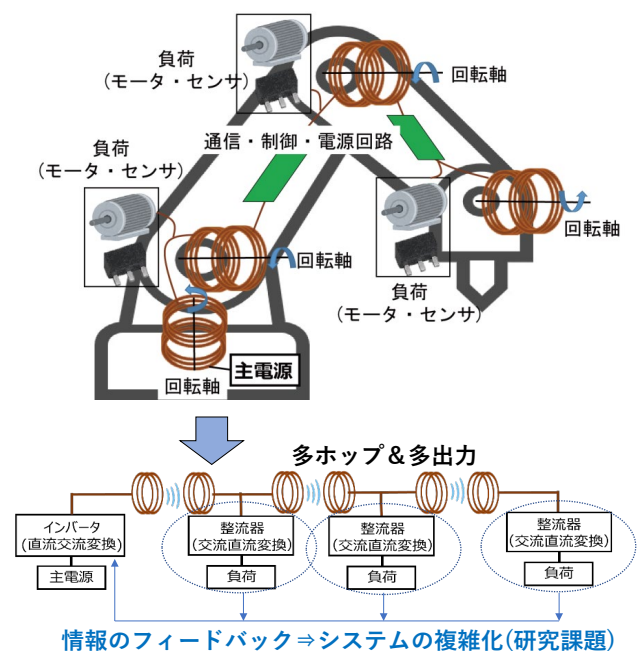 負荷
(モータ・センサ)
回転軸
通信・制御・電源回路
負荷
(モータ・センサ)
回転軸
回転軸
負荷
(モータ・センサ)
主電源
回転軸
多ホップ＆多出力
インバータ
(直流交流変換)
主電源
整流器
(交流直流変換)
負荷
整流器
(交流直流変換)
負荷
整流器
(交流直流変換)
負荷
情報のフィードバック⇒システムの複雑化(研究課題)